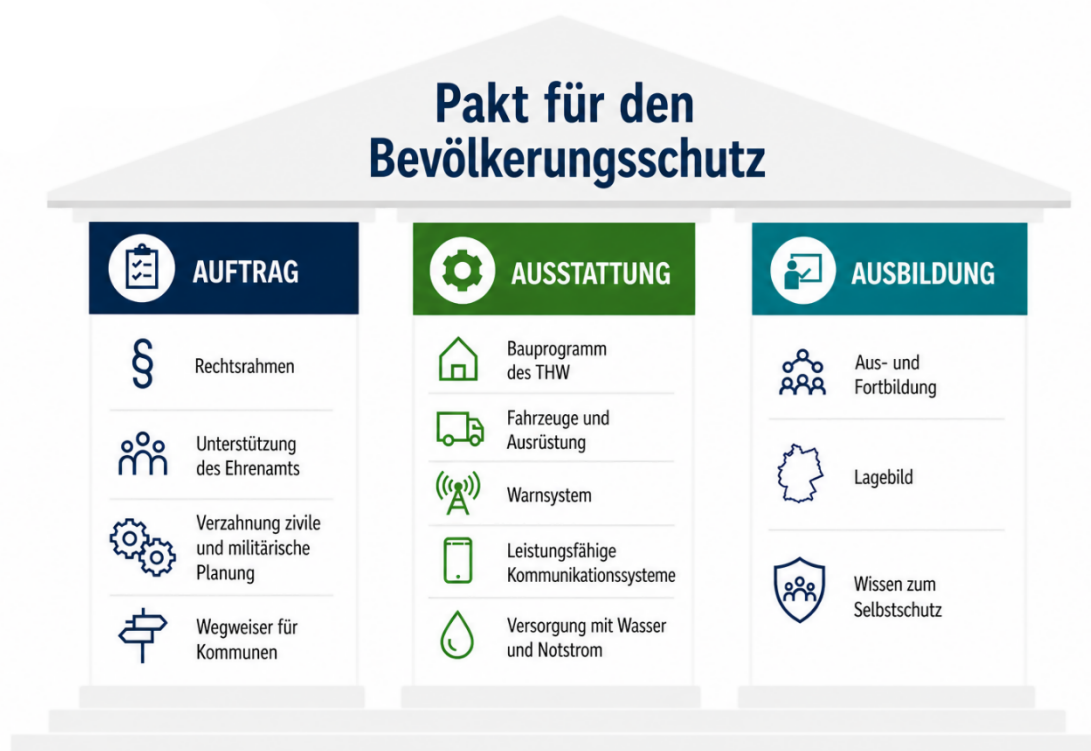 Pakt für den
Bevölkerungsschutz
AUFTRAG
§
Rechtsrahmen
Unterstützung
des Ehrenamts
Verzahnung zivile
und militärische
Planung
Wegweiser für
Kommunen
AUSSTATTUNG
Bauprogramm
des THW
Fahrzeuge und
Ausrüstung
Warnsystem
Leistungsfähige
Kommunikationssysteme
Versorgung mit Wasser
und Notstrom
AUSBILDUNG
Aus- und
Fortbildung
Lagebild
Wissen zum
Selbstschutz